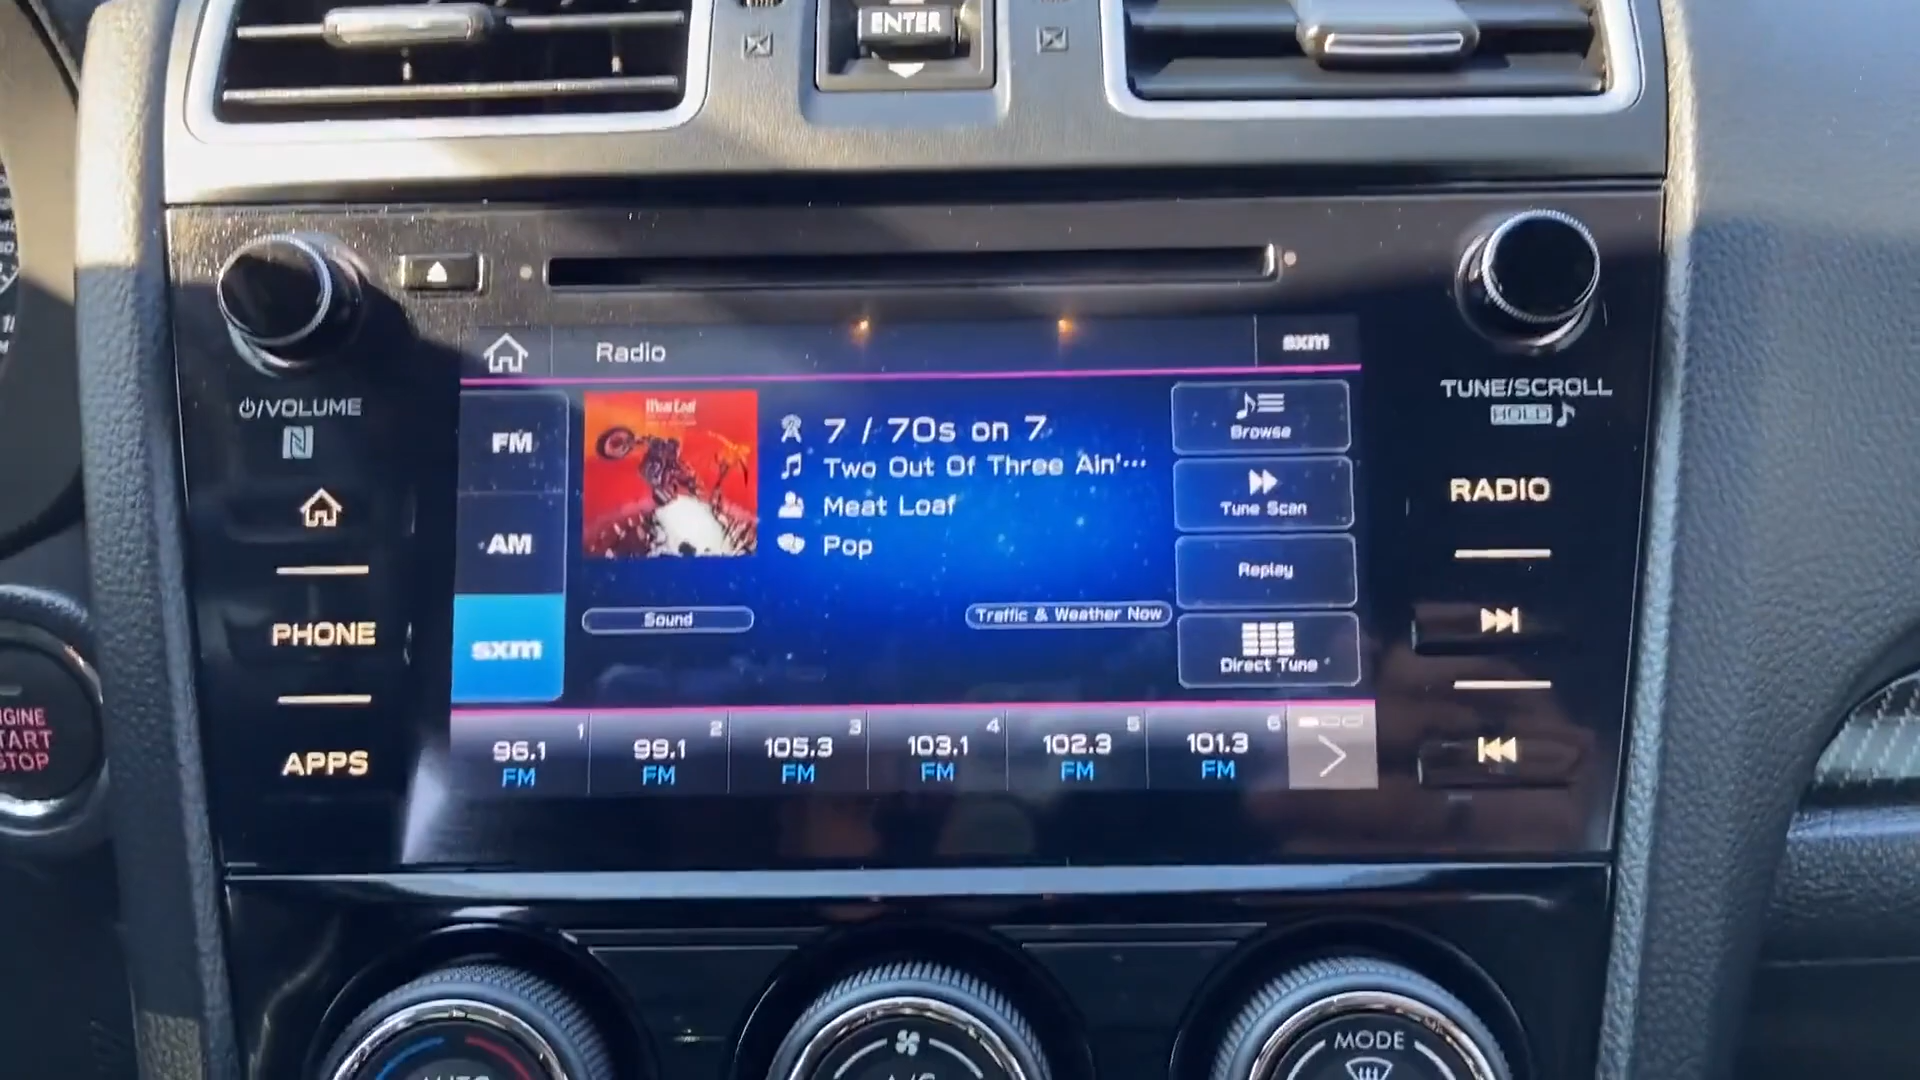 ENTER
Radio
sxm
VOLUME
TUNE/SCROLL
HOLD
FM
AM
sxm
Meat Loaf
7 / 70s on 7
Two Out Of Three Ain'...
Meat Loaf
Pop
Sound
Traffic & Weather Now
Browse
Tune Scan
Replay
Direct Tune
PHONE
APPS
RADIO
1
96.1
FM
2
99.1
FM
3
105.3
FM
4
103.1
FM
5
102.3
FM
6
101.3
FM
STOP
MODE